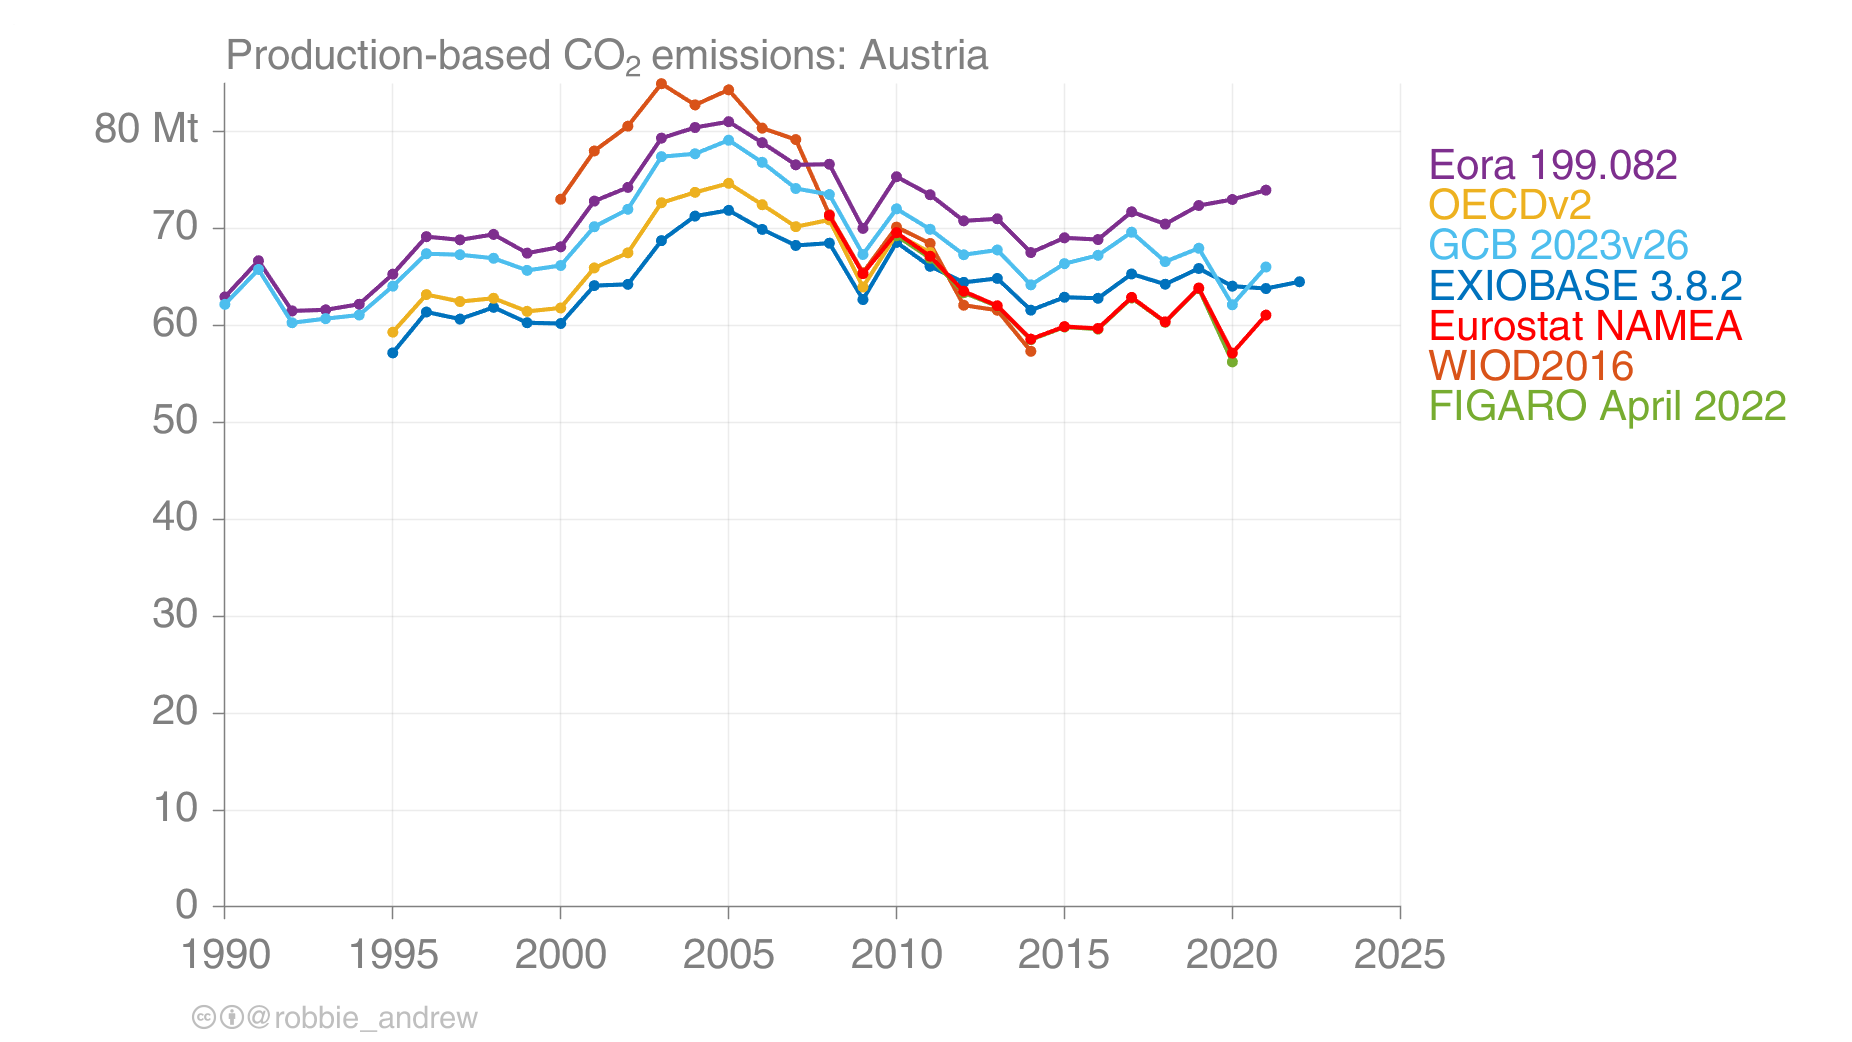 Production-based CO₂ emissions: Austria
80 Mt
70
60
50
40
30
20
10
0
1990 1995 2000 2005 2010 2015 2020 2025
Eora 199.082
OECDv2
GCB 2023v26
EXIOBASE 3.8.2
Eurostat NAMEA
WIOD2016
FIGARO April 2022
cc @robbie_andrew